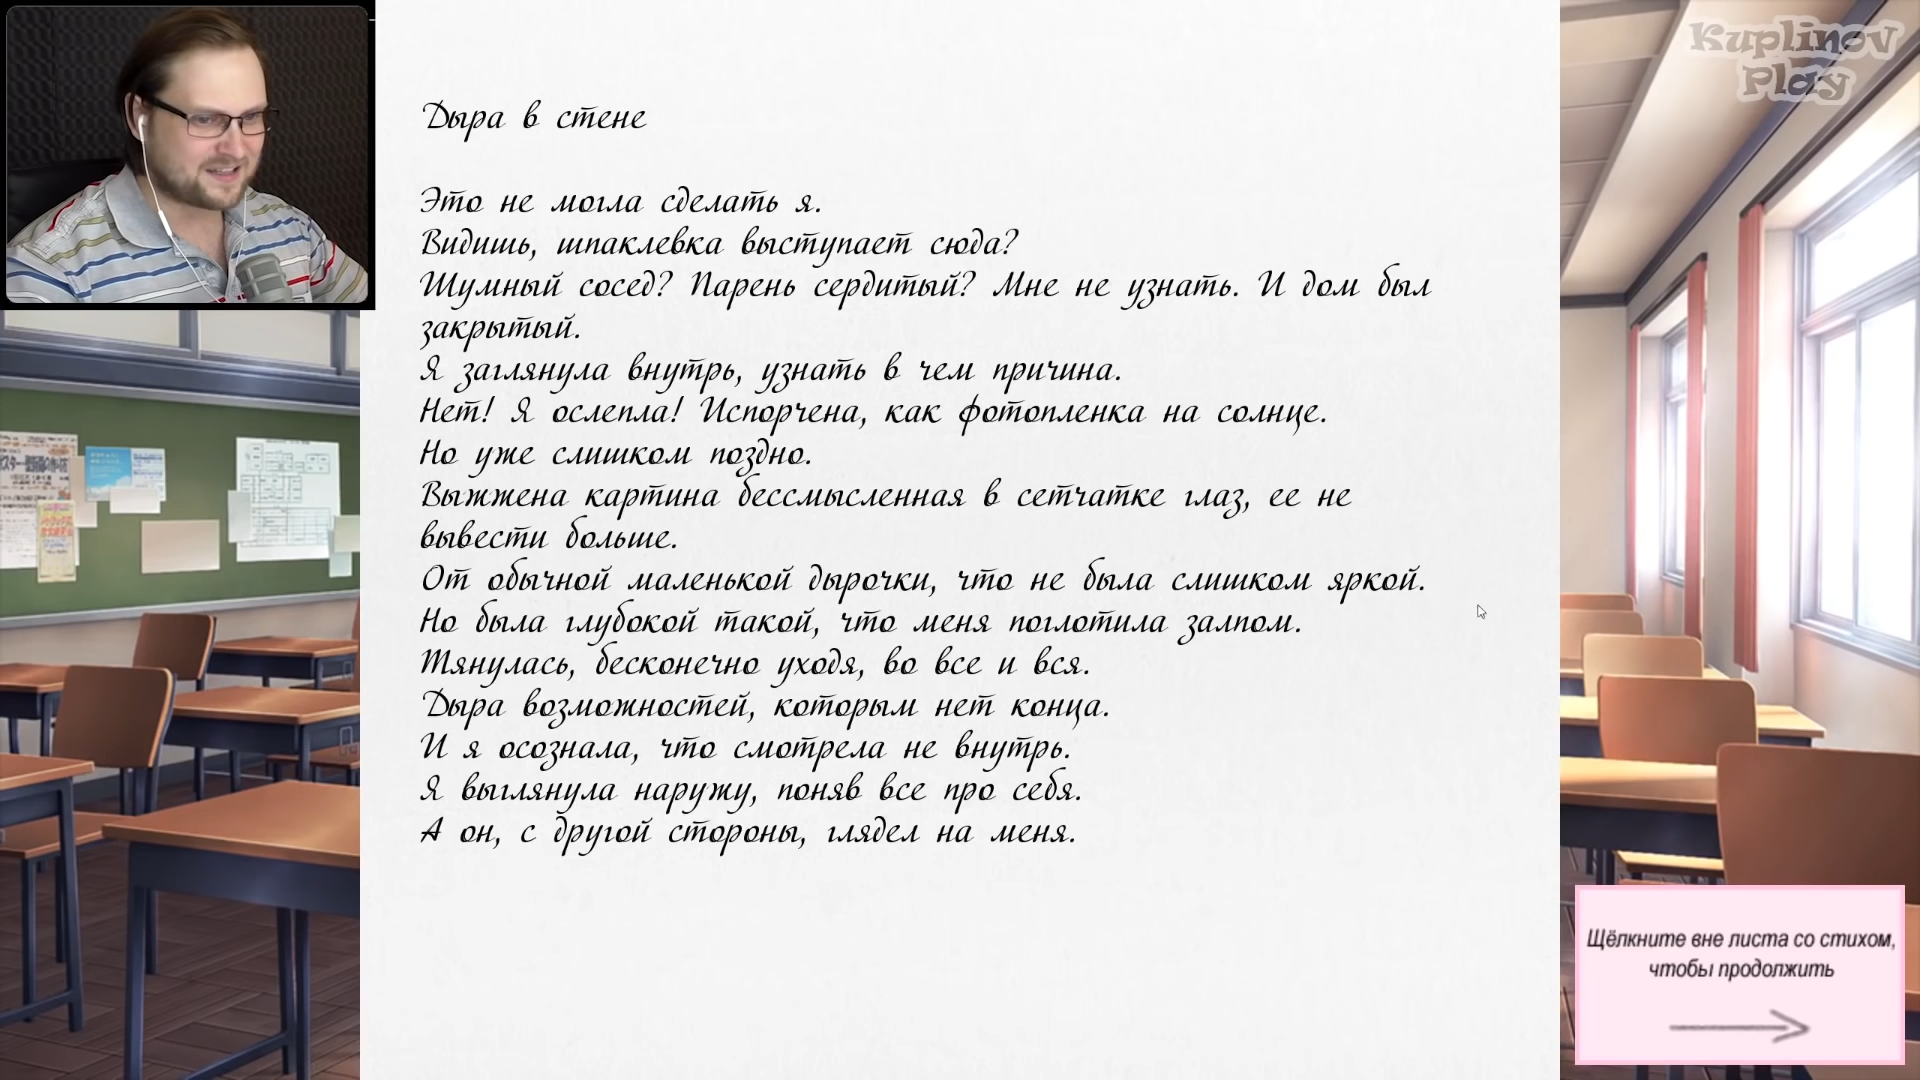 Kuplinov
Play
Дыра в стене
Это не могла сделать я.
Видишь, шпаклевка выступает сюда?
Шумный сосед? Парень сердитый? Мне не узнать. И дом был
закрытый.
Я заглянула внутрь, узнать в чем причина.
Нет! Я ослепла! Испорчена, как фотопленка на солнце.
Но уже слишком поздно.
Выжжена картина бессмысленная в сетчатке глаз, ее не
вывести больше.
От обычной маленькой дырочки, что не была слишком яркой.
Но была глубокой такой, что меня поглотила залпом.
Тянулась, бесконечно уходя, во все и вся.
Дыра возможностей, которым нет конца.
И я осознала, что смотрела не внутрь.
Я выглянула наружу, поняв все про себя.
А он, с другой стороны, глядел на меня.
Щёлкните вне листа со стихом,
чтобы продолжить